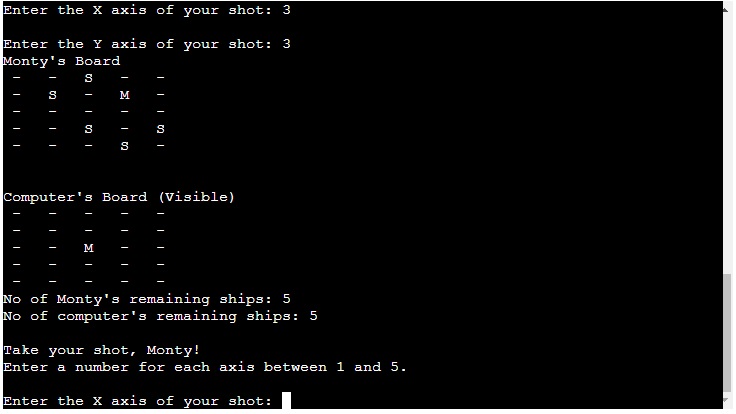 Enter the X axis of your shot: 3
Enter the Y axis of your shot: 3
Monty's Board
- - S - -
- S - M -
- - - - -
- - S - S
- - - S -
Computer's Board (Visible)
- - - - -
- - - - -
- - M - -
- - - - -
- - - - -
No of Monty's remaining ships: 5
No of computer's remaining ships: 5
Take your shot, Monty!
Enter a number for each axis between 1 and 5.
Enter the X axis of your shot: